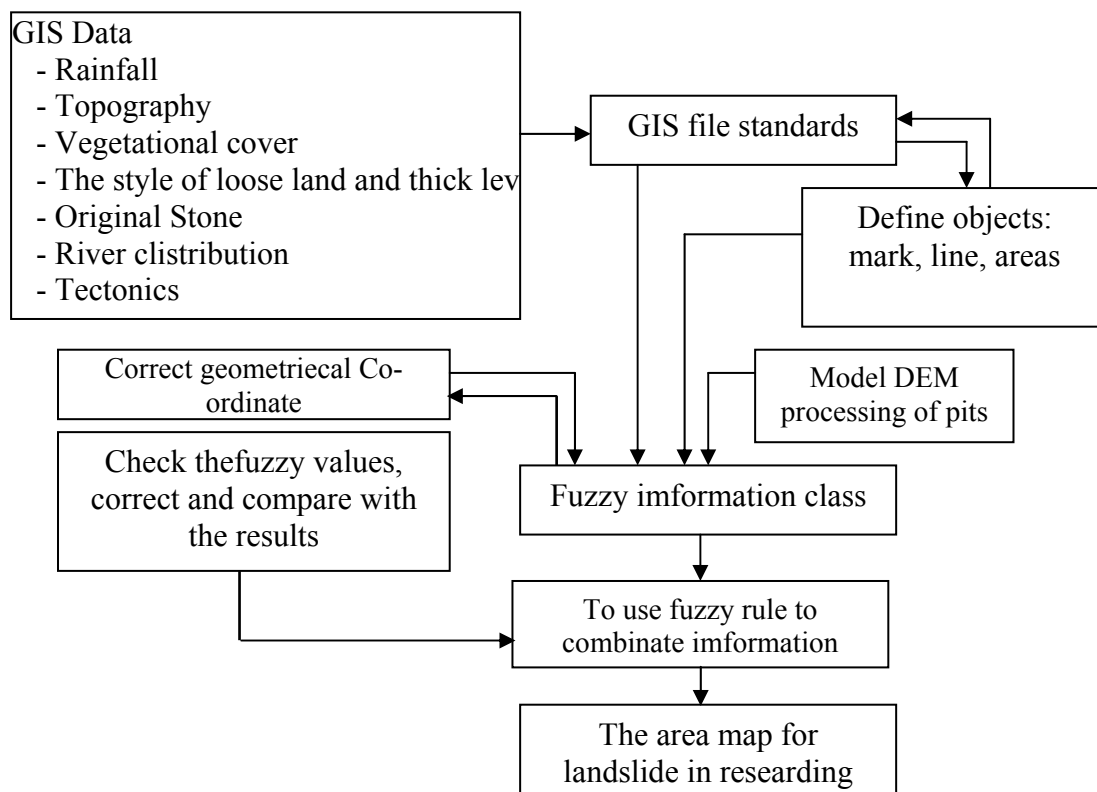 GIS Data
- Rainfall
- Topography
- Vegetational cover
- The style of loose land and thick lev
- Original Stone
- River clistribution
- Tectonics
GIS file standards
Define objects:
mark, line, areas
Correct geometriecal Co-
ordinate
Model DEM
processing of pits
Check thefuzzy values,
correct and compare with
the results
Fuzzy imformation class
To use fuzzy rule to
combinate imformation
The area map for
landslide in researding